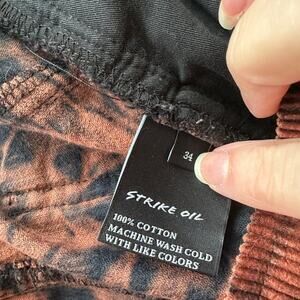 34
STRIKE OIL
100% COTTON
MACHINE WASH COLD
WITH LIKE COLORS